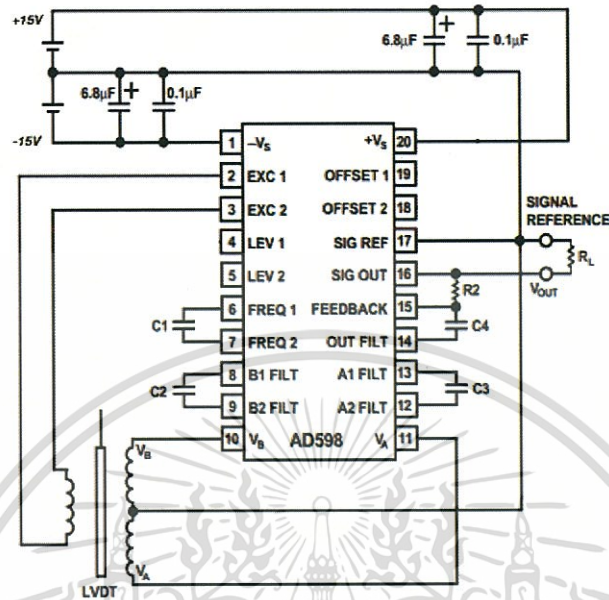 +15V
6.8µF
+
0.1µF
6.8µF
+
0.1µF
-15V
1 –VS +VS 20
2 EXC 1 OFFSET 1 19
3 EXC 2 OFFSET 2 18
SIGNAL
REFERENCE
4 LEV 1 SIG REF 17
RL
5 LEV 2 SIG OUT 16
VOUT
R2
6 FREQ 1 FEEDBACK 15
C1
C4
7 FREQ 2 OUT FILT 14
8 B1 FILT A1 FILT 13
C2
C3
9 B2 FILT A2 FILT 12
10 VB AD598 VA 11
VB
VA
LVDT